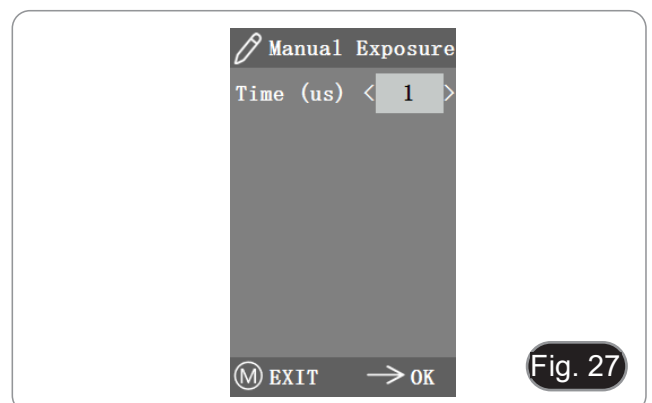 Manual Exposure
Time (us) < 1 >
M EXIT → OK
Fig. 27